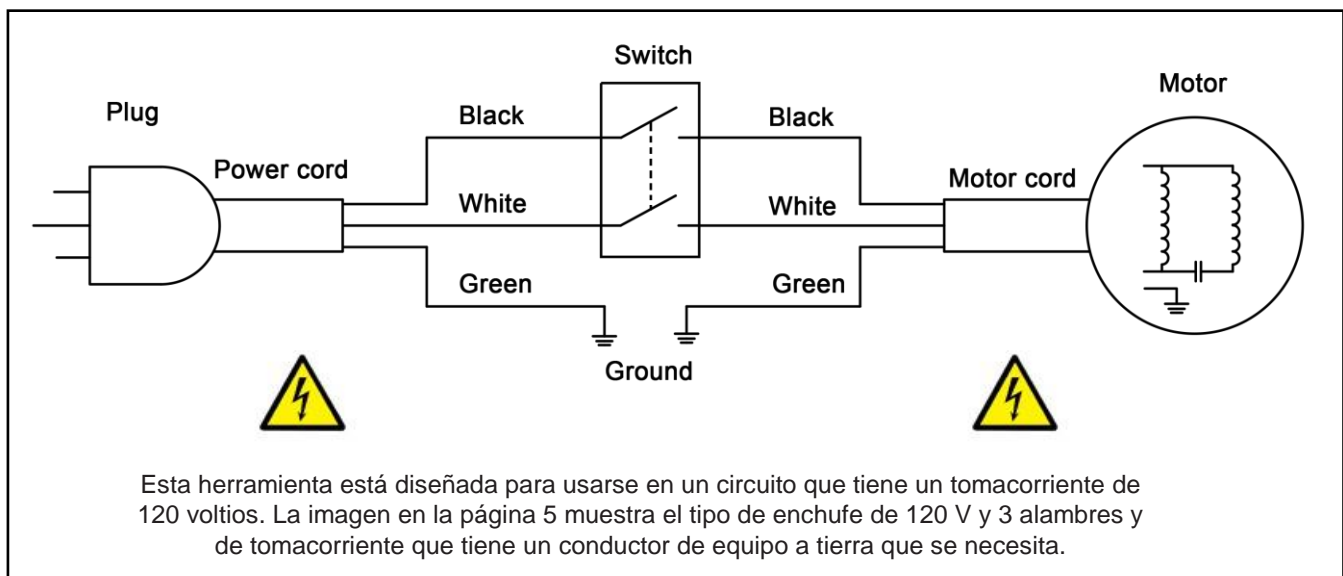 Switch
Motor
Plug
Black
Black
Power cord
Motor cord
White
White
Green
Green
Ground
Esta herramienta está diseñada para usarse en un circuito que tiene un tomacorriente de
120 voltios. La imagen en la página 5 muestra el tipo de enchufe de 120 V y 3 alambres y
de tomacorriente que tiene un conductor de equipo a tierra que se necesita.